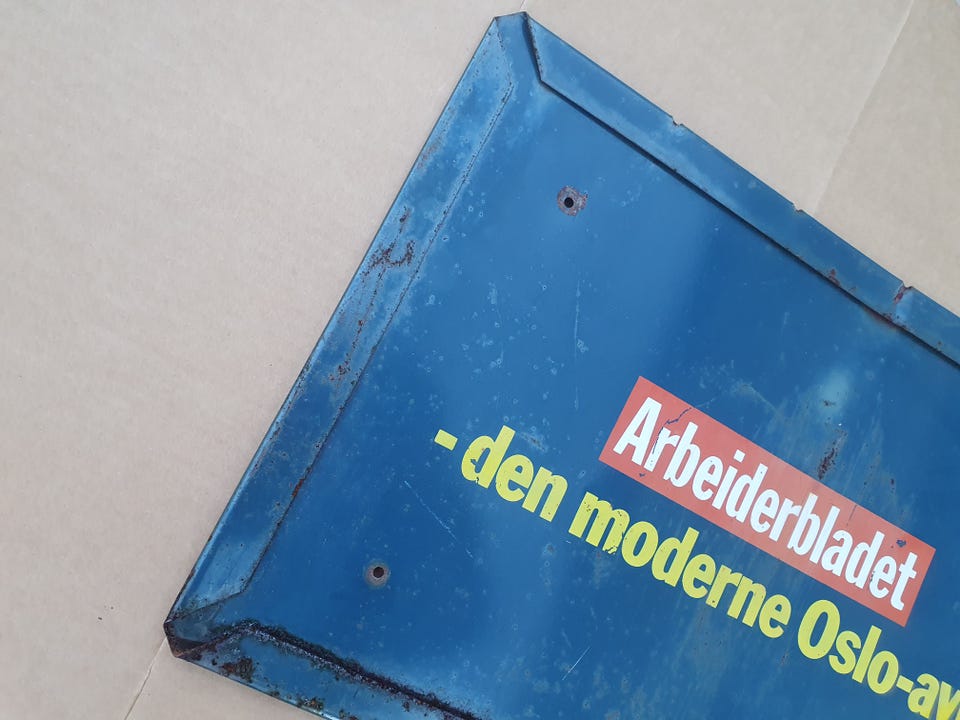 Arbeiderbladet
- den moderne Oslo-av